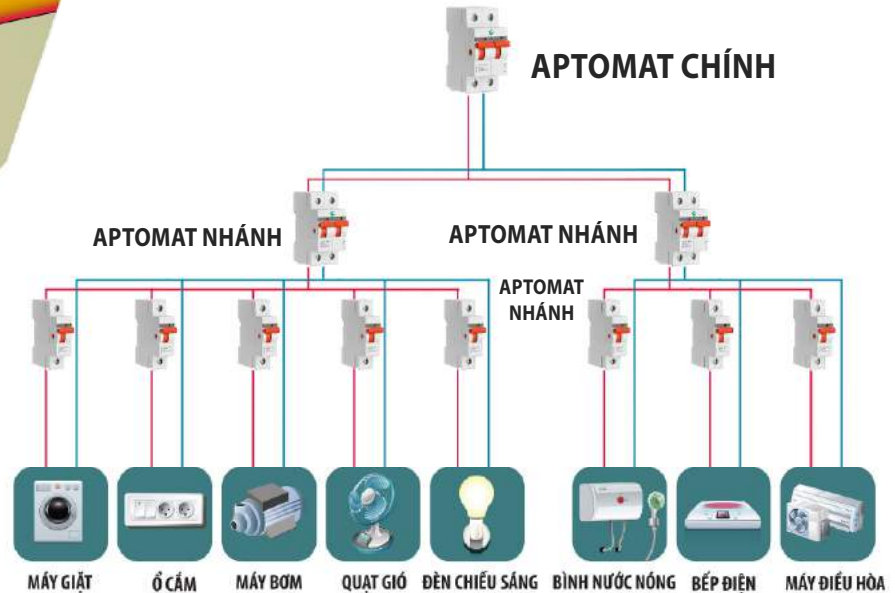 APTOMAT CHÍNH
APTOMAT NHÁNH
APTOMAT NHÁNH
APTOMAT
NHÁNH
MÁY GIẶT
Ổ CẮM
MÁY BƠM
QUẠT GIÓ
ĐÈN CHIẾU SÁNG
BÌNH NƯỚC NÓNG
BẾP ĐIỆN
MÁY ĐIỀU HÒA